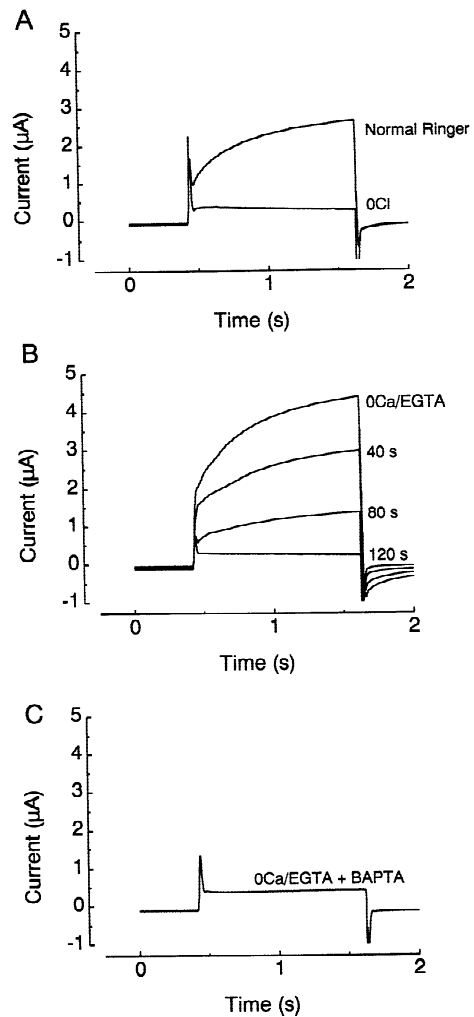 A
5
4
3
2
1
0
-1
Current (µA)
Normal Ringer
0Cl
0
1
2
Time (s)
B
5
4
3
2
1
0
-1
Current (µA)
0Ca/EGTA
40 s
80 s
120 s
0
1
2
Time (s)
C
5
4
3
2
1
0
-1
Current (µA)
0Ca/EGTA + BAPTA
0
1
2
Time (s)